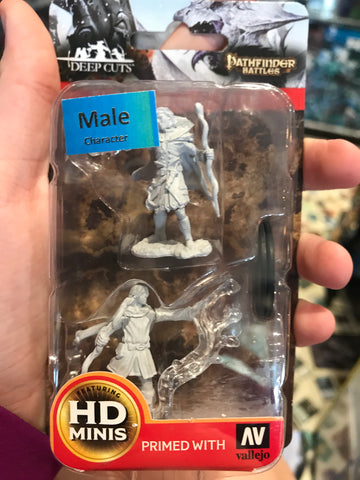 DEEP CUTS
PATHFINDER
BATTLES
Male
Character
FEATURING
HD
MINIS
PRIMED WITH
AV
vallejo